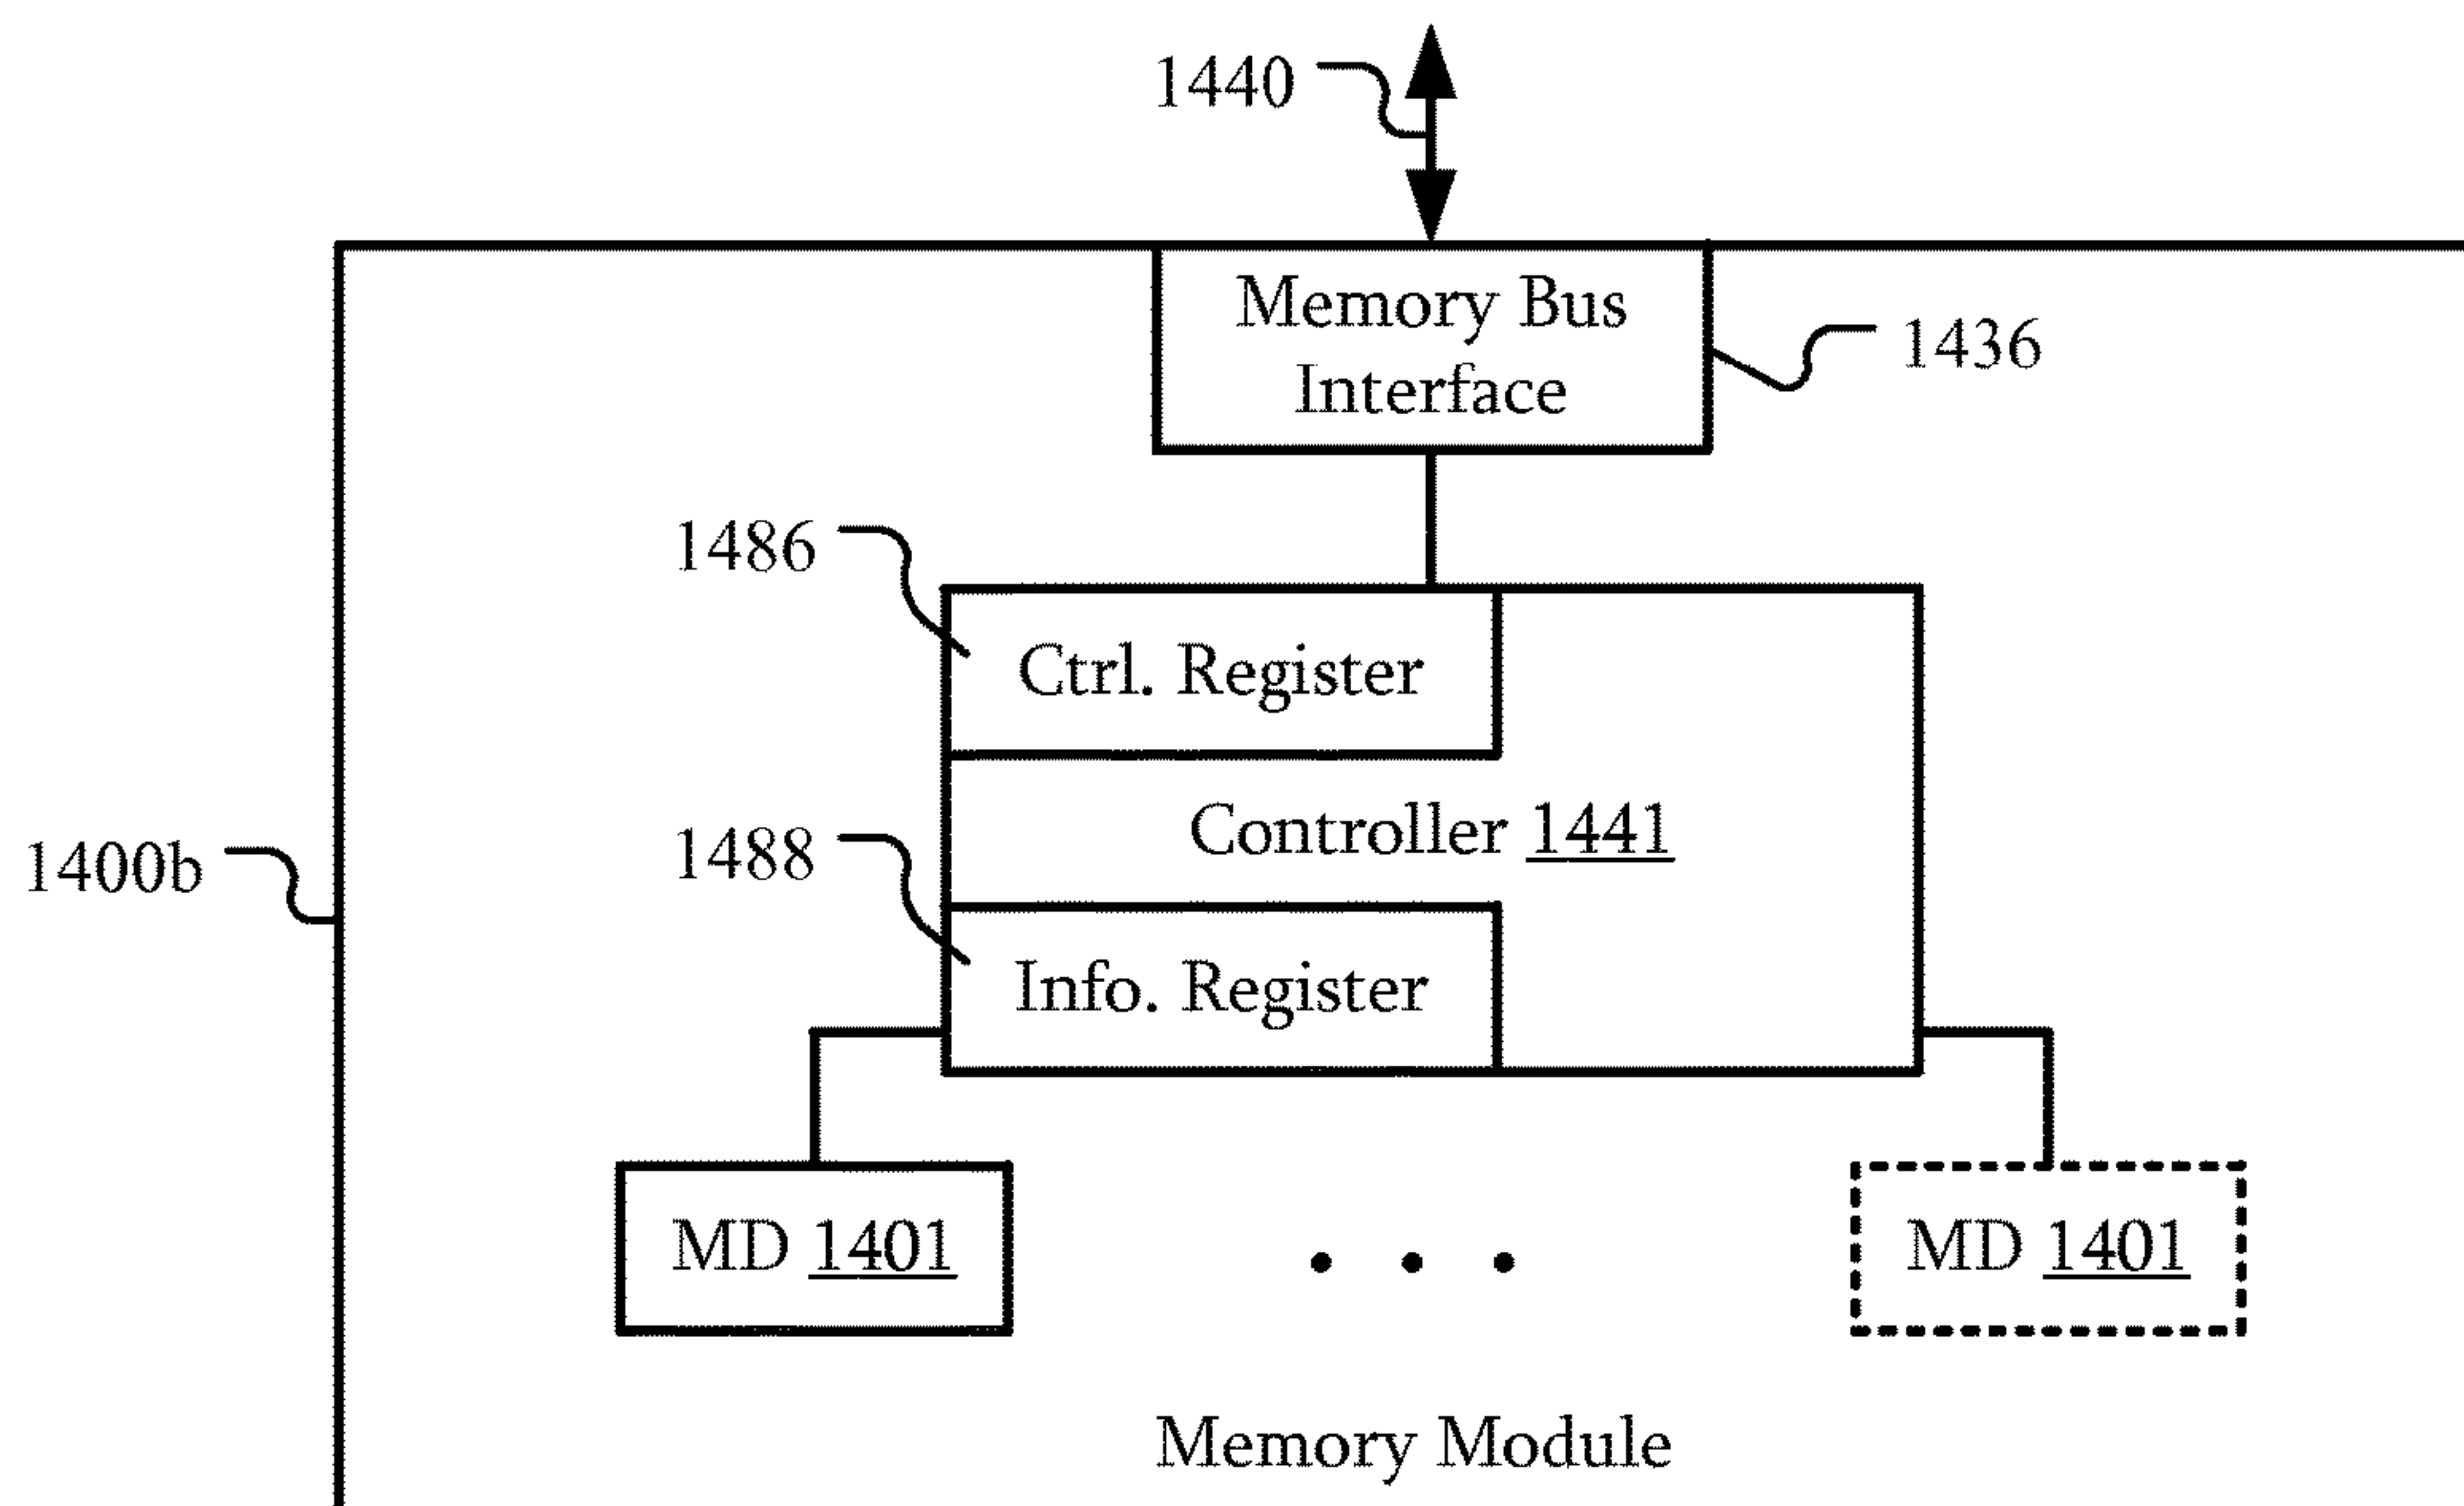 1440
Memory Bus
Interface
1436
1486
Ctrl. Register
Controller 1441
1488
1400b
Info. Register
MD 1401
MD 1401
Memory Module